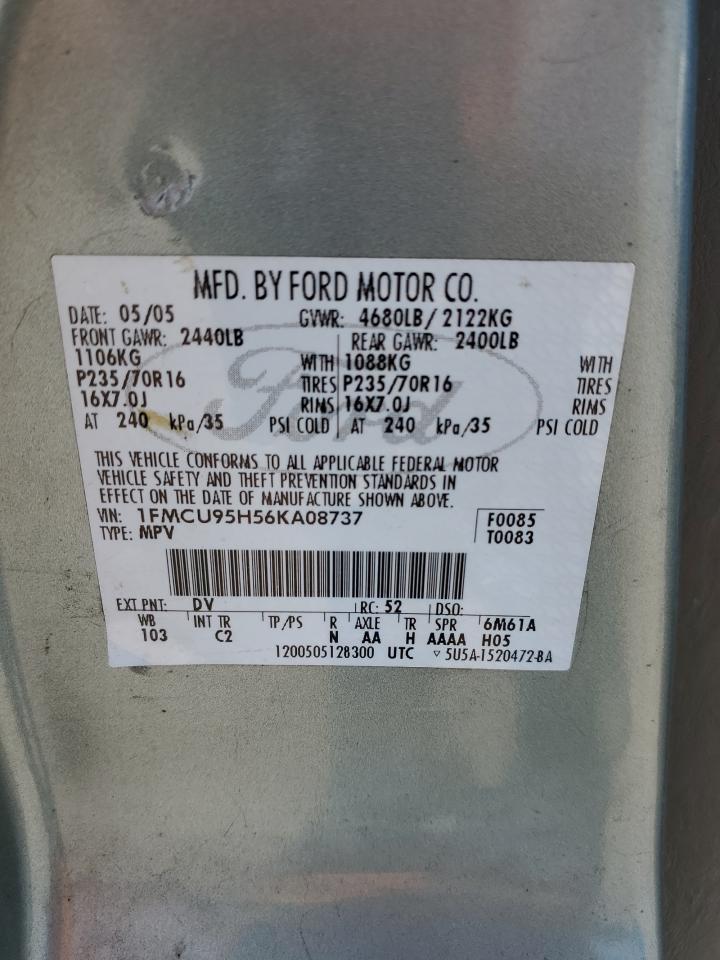 MFD. BY FORD MOTOR CO.
DATE: 05/05 GVWR: 4680LB/ 2122KG
FRONT GAWR: 2440LB REAR GAWR: 2400LB
1106KG WITH 1088KG WITH
P235/70R16 TIRES P235/70R16 TIRES
16X7.0J RIMS 16X7.0J RIMS
AT 240 kPa/35 PSI COLD AT 240 kPa/35 PSI COLD
Ford
THIS VEHICLE CONFORMS TO ALL APPLICABLE FEDERAL MOTOR
VEHICLE SAFETY AND THEFT PREVENTION STANDARDS IN
EFFECT ON THE DATE OF MANUFACTURE SHOWN ABOVE.
VIN: 1FMCU95H56KA08737 F0085
TYPE: MPV T0083
EXT PNT: DV RC: 52 DSO:
WB INT TR TP/PS R AXLE TR SPR 6M61A
103 C2 N AA H AAAA H05
1200505128300 UTC ▽ 5U5A-1520472-BA